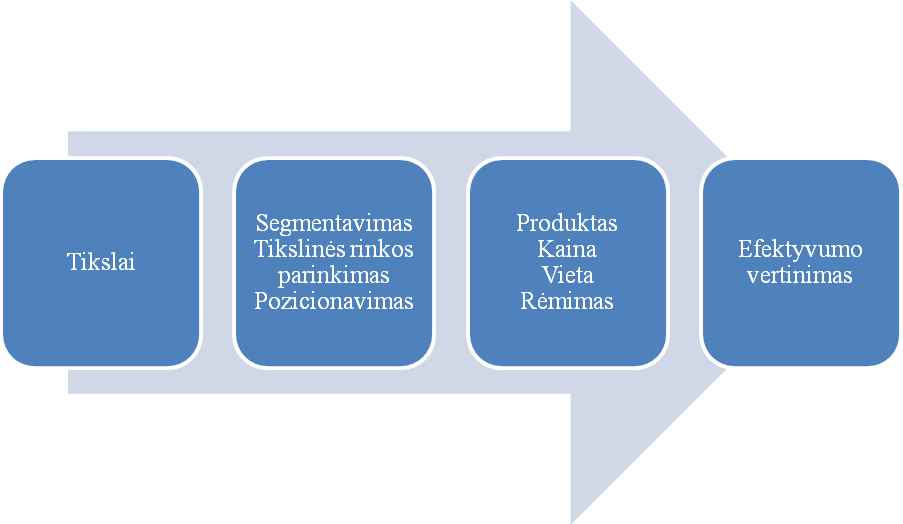 Tikslai
Segmentavimas
Tikslinės rinkos
parinkimas
Pozicionavimas
Produktas
Kaina
Vieta
Rėmimas
Efektyvumo
vertinimas